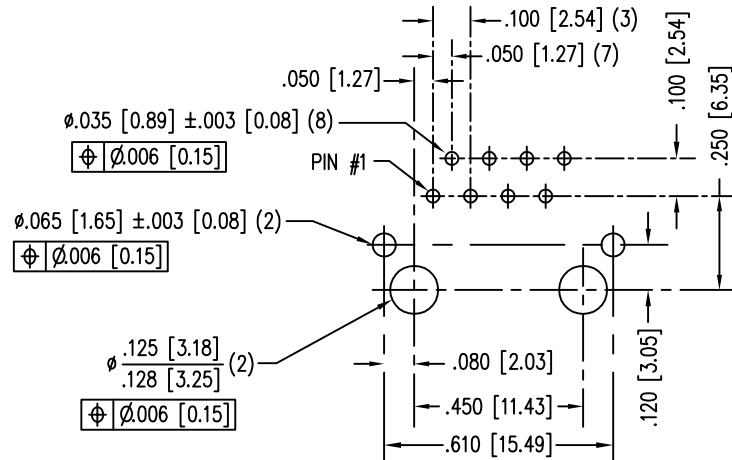 .100 [2.54] (3)
.050 [1.27] (7)
.050 [1.27]
.100 [2.54]
.250 [6.35]
ø.035 [0.89] ±.003 [0.08] (8)
⌖ Ø.006 [0.15]
PIN #1
ø.065 [1.65] ±.003 [0.08] (2)
⌖ Ø.006 [0.15]
ø .125 [3.18]
.128 [3.25] (2)
⌖ Ø.006 [0.15]
.080 [2.03]
.120 [3.05]
.450 [11.43]
.610 [15.49]